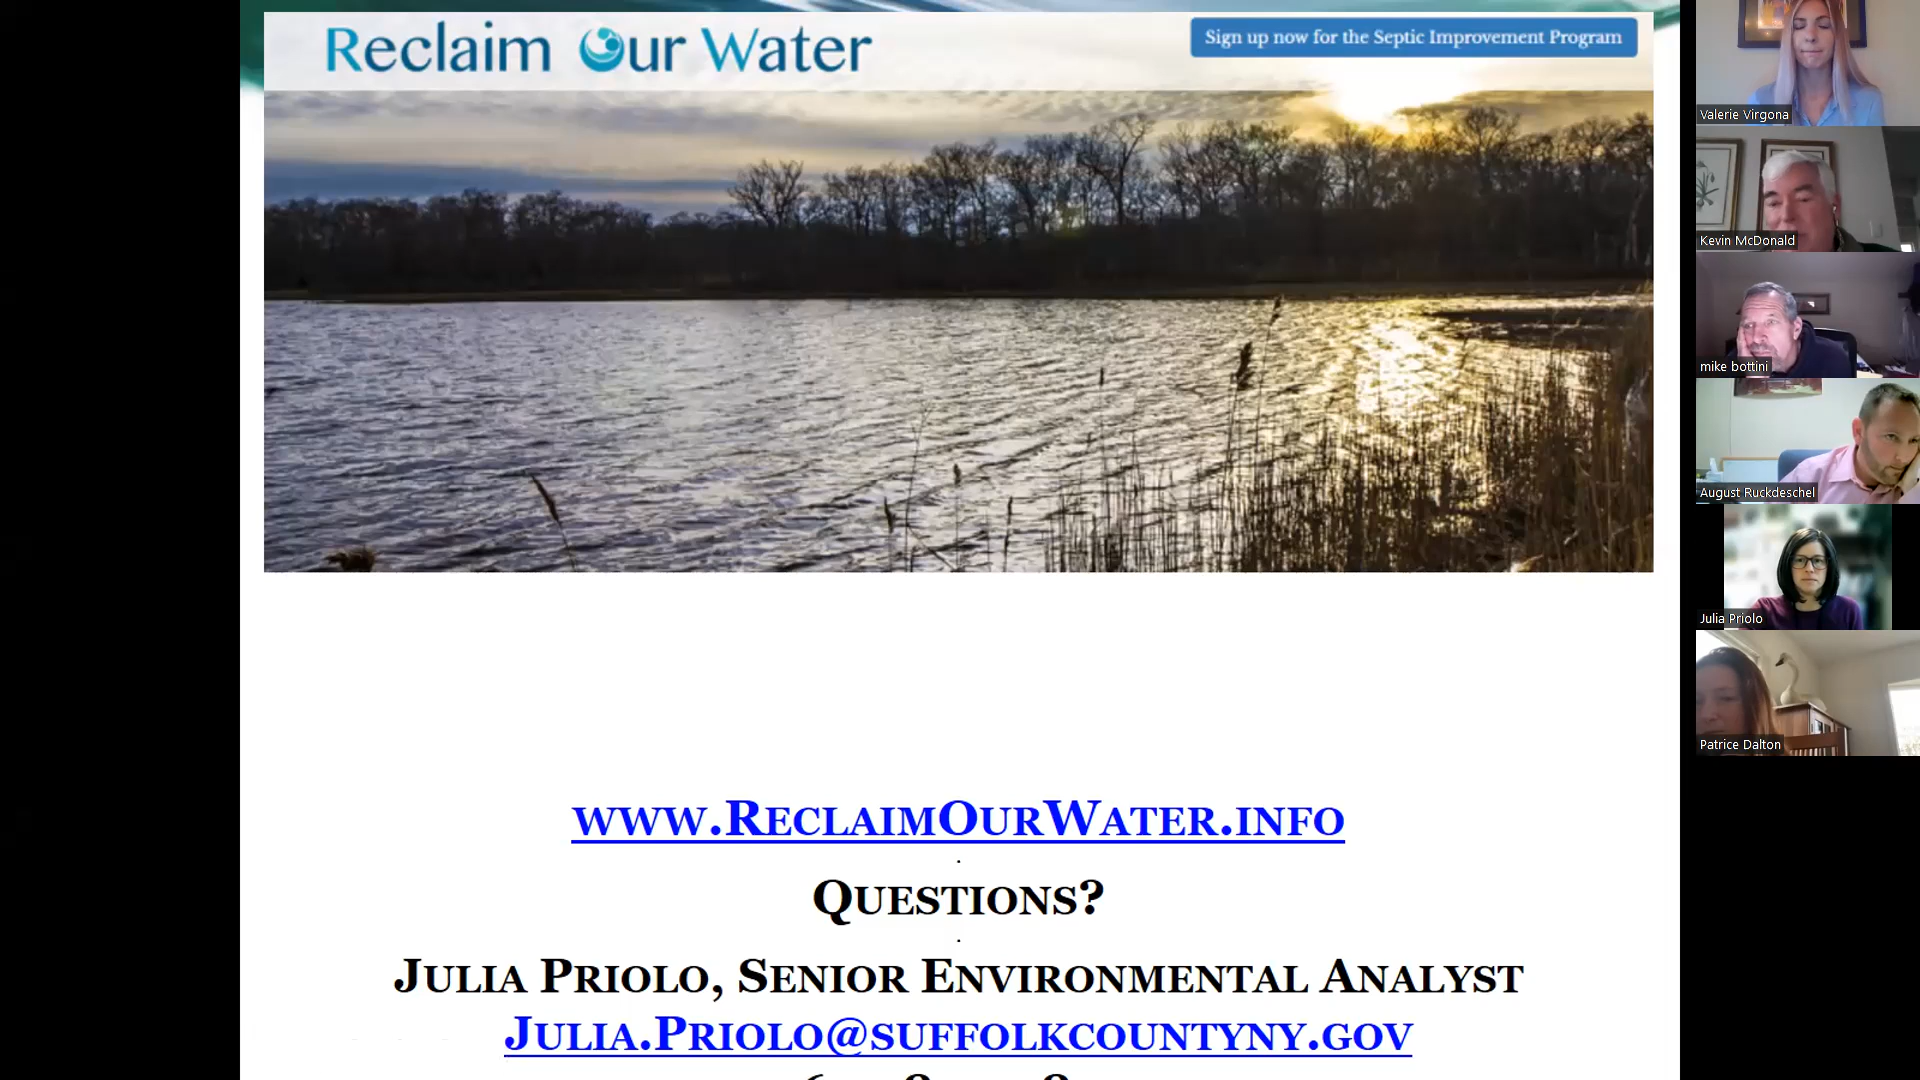 Reclaim Our Water
Sign up now for the Septic Improvement Program
www.ReclaimOurWater.info
.
Questions?
.
Julia Priolo, Senior Environmental Analyst
Julia.Priolo@suffolkcountyny.gov
Valerie Virgona
Kevin McDonald
mike bottini
August Ruckdeschel
Julia Priolo
Patrice Dalton